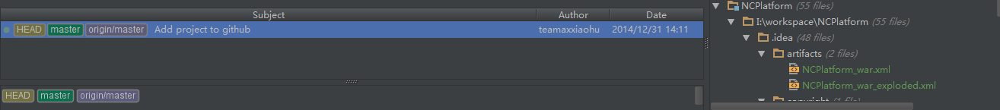 Subject Author Date
HEAD master origin/master Add project to github teamaxxiaohu 2014/12/31 14:11
HEAD master origin/master
NCPlatform (55 files)
I:\workspace\NCPlatform (55 files)
.idea (48 files)
artifacts (2 files)
NCPlatform_war.xml
NCPlatform_war_exploded.xml
copyright (1 file)